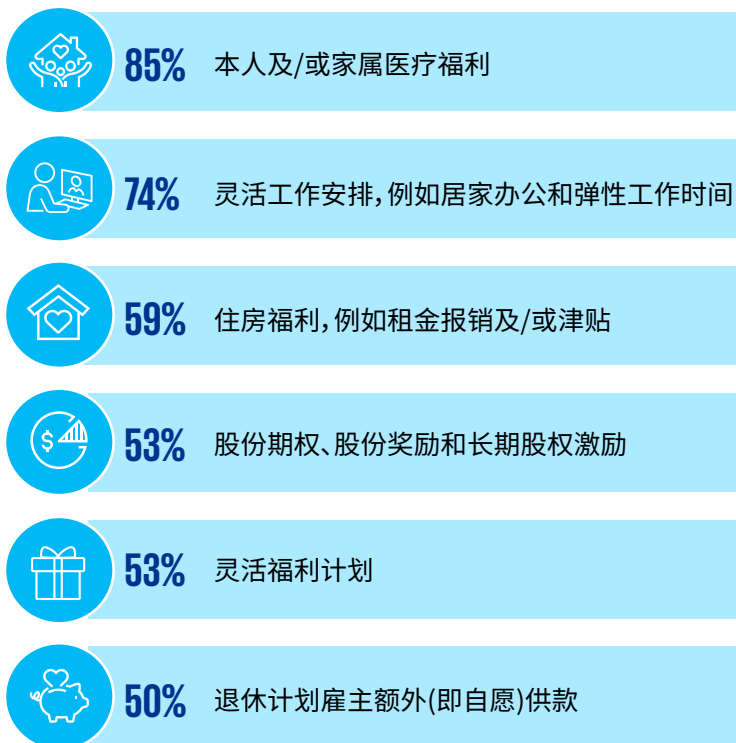 85% 本人及/或家属医疗福利
74% 灵活工作安排,例如居家办公和弹性工作时间
59% 住房福利,例如租金报销及/或津贴
$
53% 股份期权、股份奖励和长期股权激励
53% 灵活福利计划
50% 退休计划雇主额外(即自愿)供款